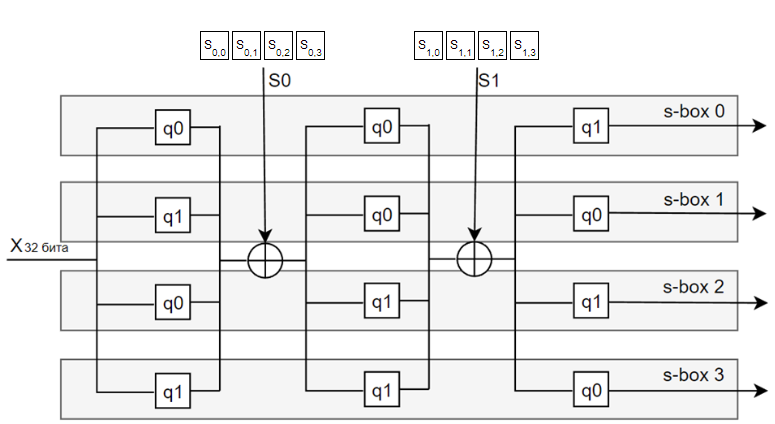 S0,0 S0,1 S0,2 S0,3 S1,0 S1,1 S1,2 S1,3
S0 S1
q0 q0 q1 s-box 0
q1 q0 q0 s-box 1
X32 бита
q0 q1 q1 s-box 2
q1 q1 q0 s-box 3